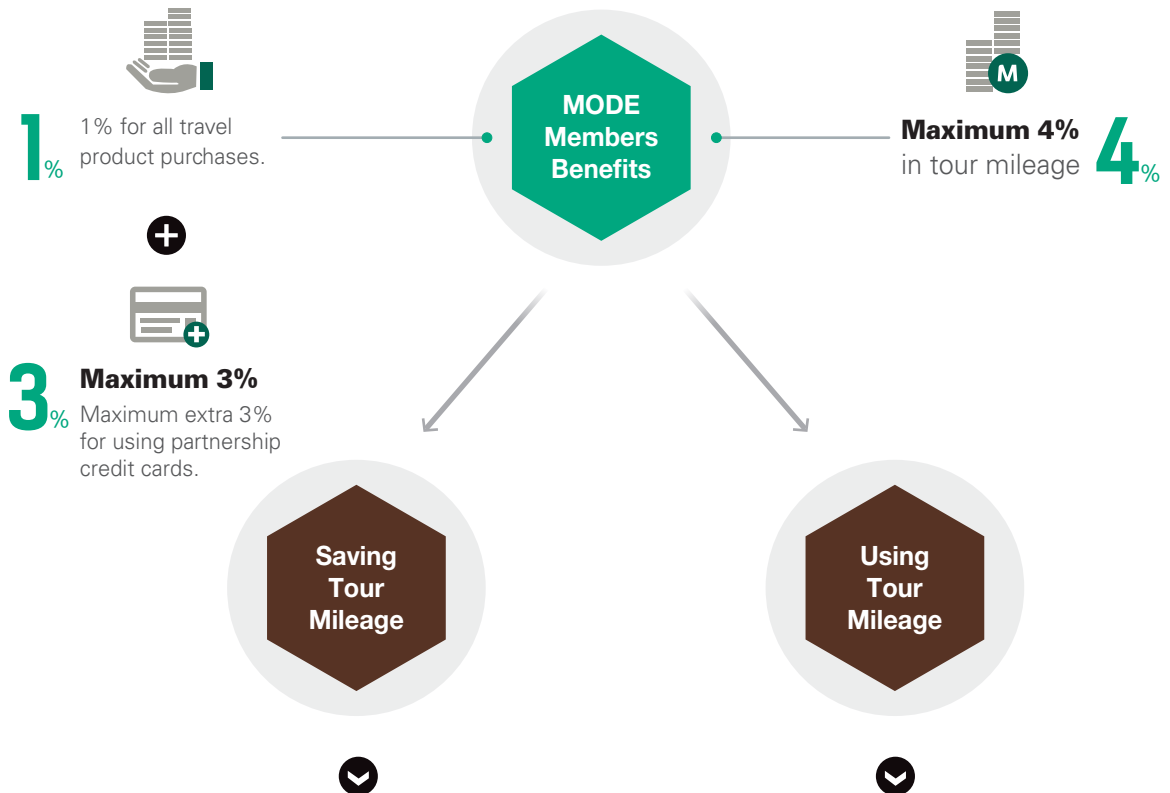 1%
1% for all travel
product purchases.
MODE
Members
Benefits
M
Maximum 4%
in tour mileage
4%
3%
Maximum 3%
Maximum extra 3%
for using partnership
credit cards.
Saving
Tour
Mileage
Using
Tour
Mileage